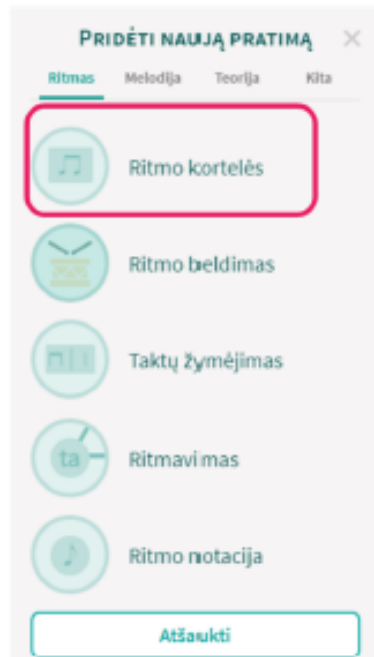 PRIDĖTI NAUJĄ PRATIMĄ
Ritmas Melodija Teorija Kita
Ritmo kortelės
Ritmo beldimas
Taktų žymėjimas
ta
Ritmavimas
Ritmo notacija
Atšaukti